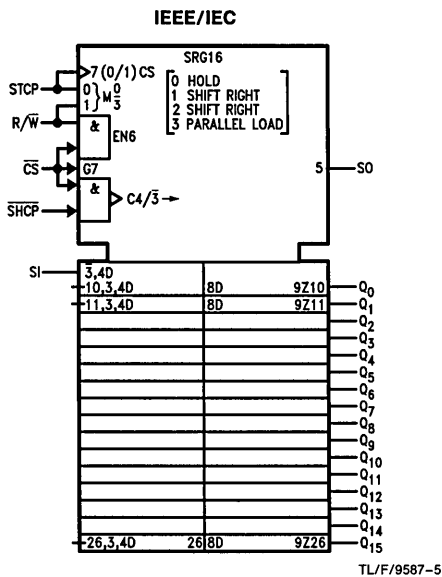 IEEE/IEC
SRG16
7 (0/1) CS
0 HOLD
1 SHIFT RIGHT
2 SHIFT RIGHT
3 PARALLEL LOAD
STCP
0
1
} M 0/3
R/W̅
&
EN6
C̅S̅
G7
5
SO
&
C4/3̅ →
S̅H̅C̅P̅
SI
3̅,4D
10,3,4D 8D 9Z10 Q0
11,3,4D 8D 9Z11 Q1
Q2
Q3
Q4
Q5
Q6
Q7
Q8
Q9
Q10
Q11
Q12
Q13
Q14
26,3,4D 26 8D 9Z26 Q15
TL/F/9587-5